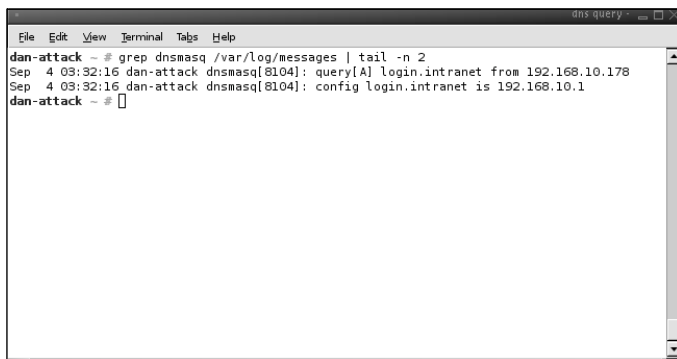 dns query -
File Edit View Terminal Tabs Help
dan-attack ~ # grep dnsmasq /var/log/messages | tail -n 2
Sep  4 03:32:16 dan-attack dnsmasq[8104]: query[A] login.intranet from 192.168.10.178
Sep  4 03:32:16 dan-attack dnsmasq[8104]: config login.intranet is 192.168.10.1
dan-attack ~ #